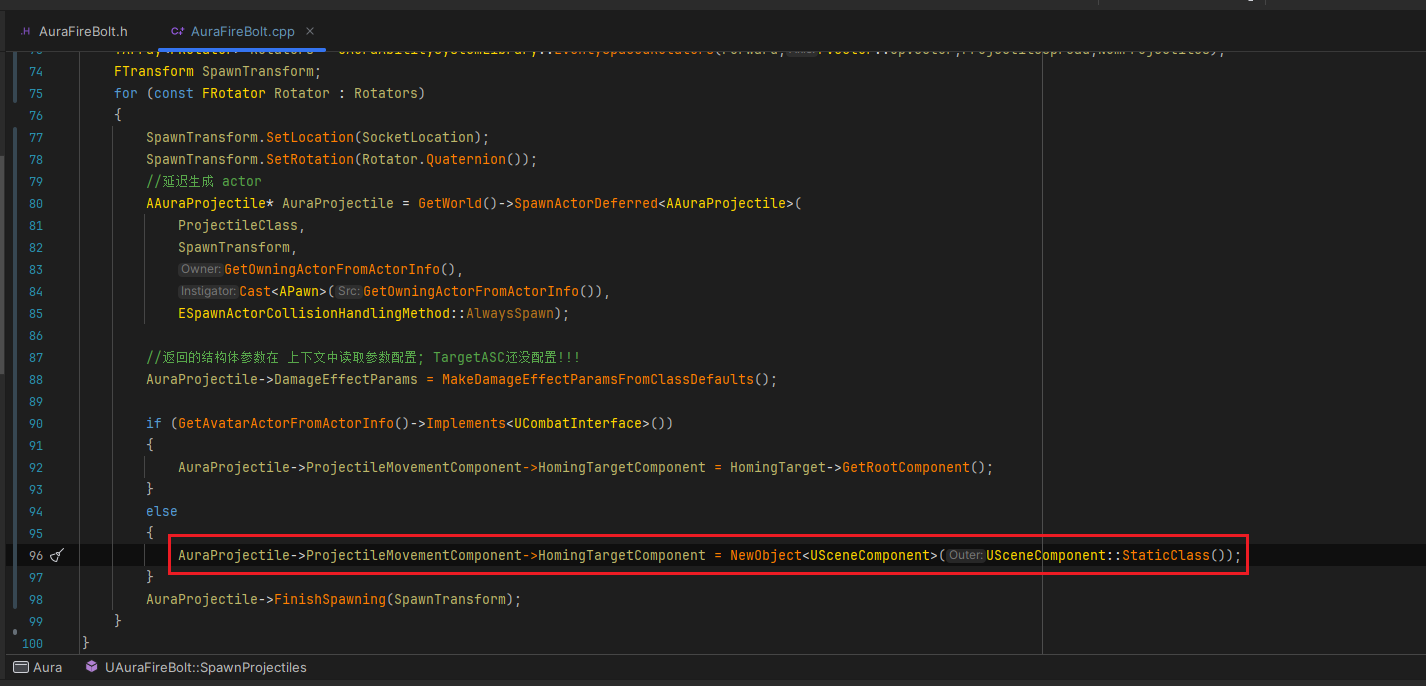 AuraFireBolt.h
AuraFireBolt.cpp
74 FTransform SpawnTransform;
75 for (const FRotator Rotator : Rotators)
76 {
77 SpawnTransform.SetLocation(SocketLocation);
78 SpawnTransform.SetRotation(Rotator.Quaternion());
79 //延迟生成 actor
80 AAuraProjectile* AuraProjectile = GetWorld()->SpawnActorDeferred<AAuraProjectile>(
81 ProjectileClass,
82 SpawnTransform,
83 Owner: GetOwningActorFromActorInfo(),
84 Instigator: Cast<APawn>( Src: GetOwningActorFromActorInfo()),
85 ESpawnActorCollisionHandlingMethod::AlwaysSpawn);
86
87 //返回的结构体参数在 上下文中读取参数配置; TargetASC还没配置!!!
88 AuraProjectile->DamageEffectParams = MakeDamageEffectParamsFromClassDefaults();
89
90 if (GetAvatarActorFromActorInfo()->Implements<UCombatInterface>())
91 {
92 AuraProjectile->ProjectileMovementComponent->HomingTargetComponent = HomingTarget->GetRootComponent();
93 }
94 else
95 {
96 AuraProjectile->ProjectileMovementComponent->HomingTargetComponent = NewObject<USceneComponent>( Outer: USceneComponent::StaticClass());
97 }
98 AuraProjectile->FinishSpawning(SpawnTransform);
99 }
100 }
Aura UAuraFireBolt::SpawnProjectiles